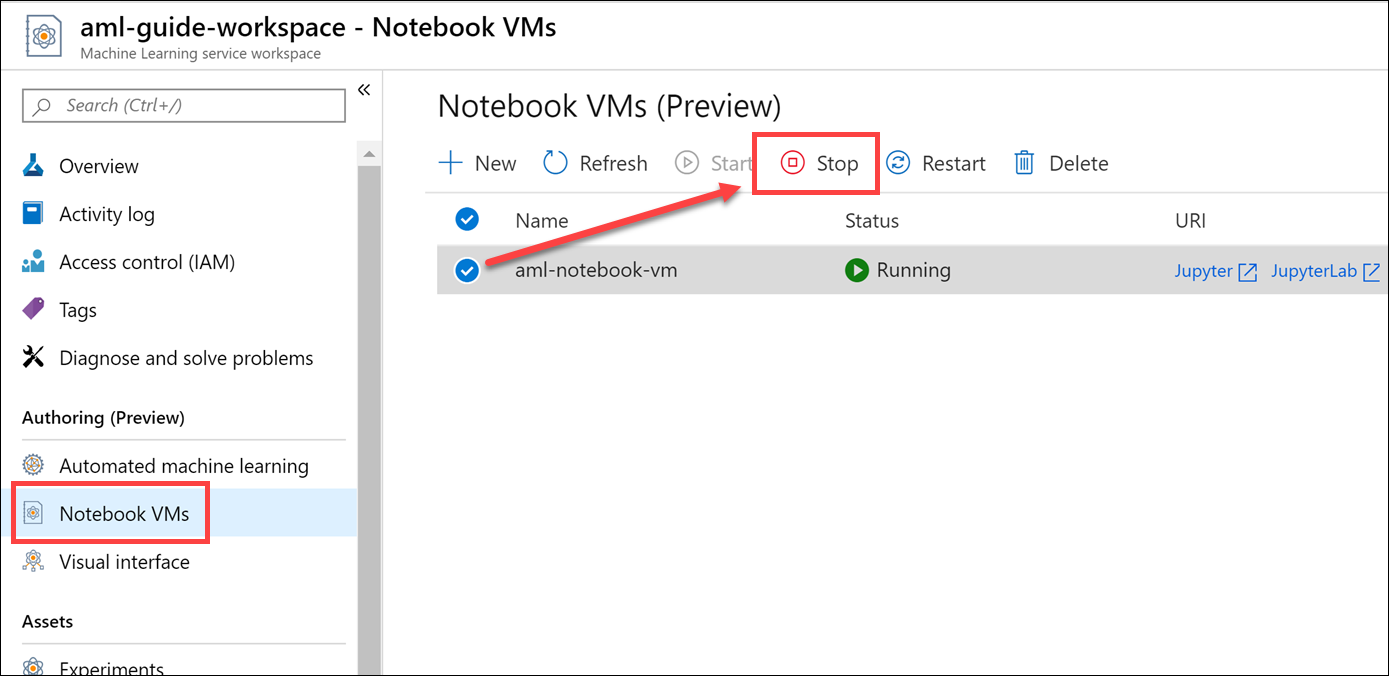 aml-guide-workspace - Notebook VMs
Machine Learning service workspace
Search (Ctrl+/)
«
Overview
Activity log
Access control (IAM)
Tags
Diagnose and solve problems
Authoring (Preview)
Automated machine learning
Notebook VMs
Visual interface
Assets
Experiments
Notebook VMs (Preview)
New Refresh Start Stop Restart Delete
Name Status URI
aml-notebook-vm Running Jupyter JupyterLab